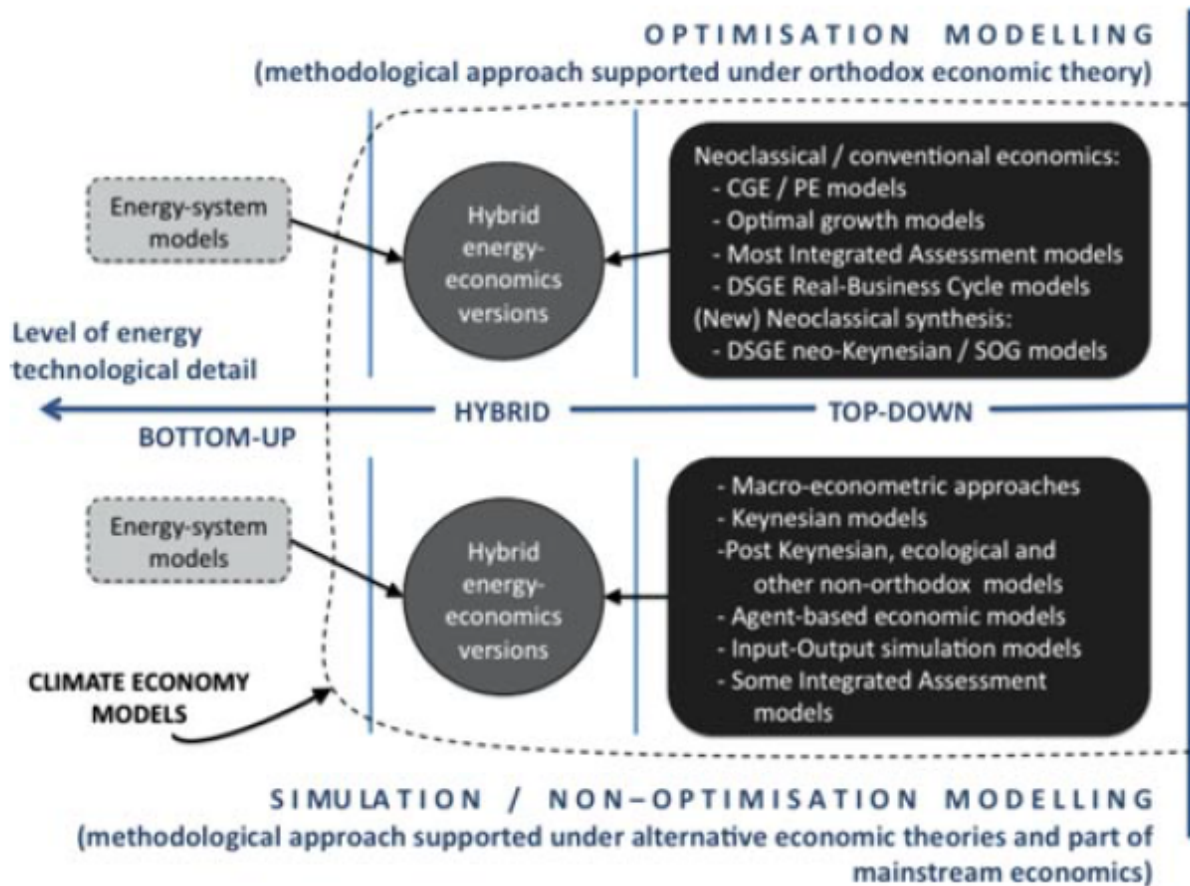 OPTIMISATION MODELLING
(methodological approach supported under orthodox economic theory)
Energy-system
models
Hybrid
energy-
economics
versions
Neoclassical / conventional economics:
- CGE / PE models
- Optimal growth models
- Most Integrated Assessment models
- DSGE Real-Business Cycle models
(New) Neoclassical synthesis:
- DSGE neo-Keynesian / SOG models
Level of energy
technological detail
BOTTOM-UP
HYBRID
TOP-DOWN
Energy-system
models
Hybrid
energy-
economics
versions
- Macro-econometric approaches
- Keynesian models
-Post Keynesian, ecological and
other non-orthodox models
- Agent-based economic models
- Input-Output simulation models
- Some Integrated Assessment
models
CLIMATE ECONOMY
MODELS
SIMULATION / NON-OPTIMISATION MODELLING
(methodological approach supported under alternative economic theories and part of
mainstream economics)